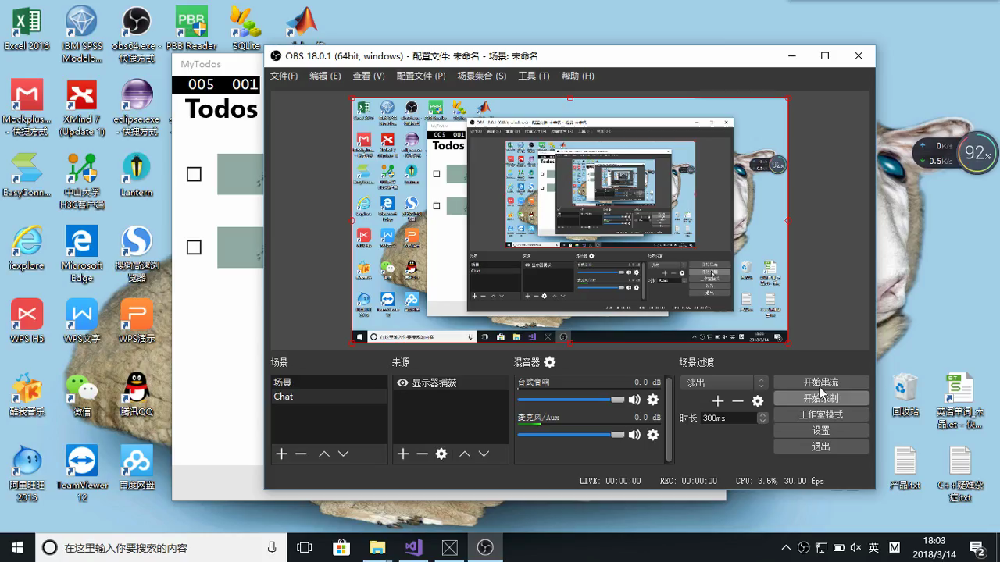 Excel 2016
IBM SPSS
Modele...
obs64.exe -
快捷方式
PBB Reader
SQLite
Mockplus...
快捷方式
XMind 7
(Update 1)
eclipse.exe
- 快捷方式
EasyConn...
中山大学
H3C客户端
Lantern
iexplore
Microsoft
Edge
搜狗高速浏
览器
WPS H5
WPS文字
WPS演示
酷我音乐
微信
腾讯QQ
阿里旺旺
2015
TeamViewer
12
百度网盘
MyTodos
005 001
Todos
OBS 18.0.1 (64bit, windows) - 配置文件: 未命名 - 场景: 未命名
文件(F) 编辑 (E) 查看 (V) 配置文件 (P) 场景集合 (S) 工具 (T) 帮助 (H)
场景
场景
Chat
来源
显示器捕获
混音器
台式音响 0.0 dB
麦克风/Aux 0.0 dB
场景过渡
淡出
时长 300ms
开始串流
开始录制
工作室模式
设置
退出
LIVE: 00:00:00 REC: 00:00:00 CPU: 3.5%, 30.00 fps
0K/s
0.5K/s
92%
回收站
产品.txt
C++疑难杂
症.txt
在这里输入你要搜索的内容
英 M
18:03
2018/3/14
2